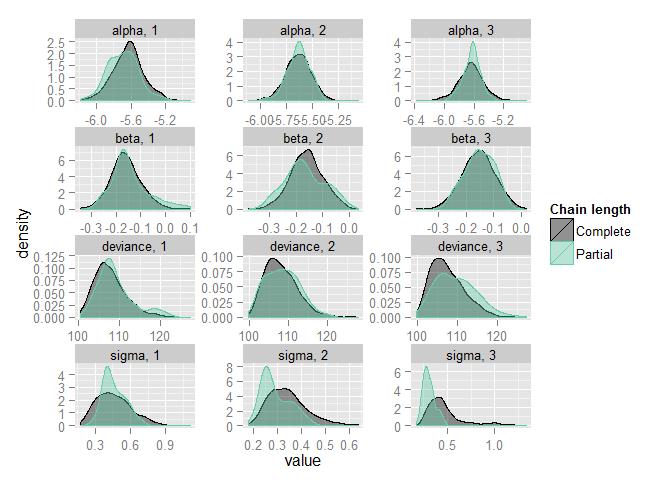 alpha, 1 alpha, 2 alpha, 3
2.5 2.0 1.5 1.0 0.5 0.0
4 3 2 1 0
4 3 2 1 0
-6.0 -5.6 -5.2
-6.00 -5.75 -5.50 -5.25
-6.4 -6.0 -5.6 -5.2
beta, 1 beta, 2 beta, 3
6 4 2 0
6 4 2 0
6 4 2 0
-0.3 -0.2 -0.1 0.0 0.1
-0.3 -0.2 -0.1 0.0
-0.3 -0.2 -0.1 0.0
deviance, 1 deviance, 2 deviance, 3
0.125 0.100 0.075 0.050 0.025 0.000
0.100 0.075 0.050 0.025 0.000
0.100 0.075 0.050 0.025 0.000
100 110 120
100 110 120
100 110 120
sigma, 1 sigma, 2 sigma, 3
4 3 2 1 0
8 6 4 2 0
6 4 2 0
0.3 0.6 0.9
0.2 0.3 0.4 0.5 0.6
0.5 1.0
density
value
Chain length
Complete
Partial